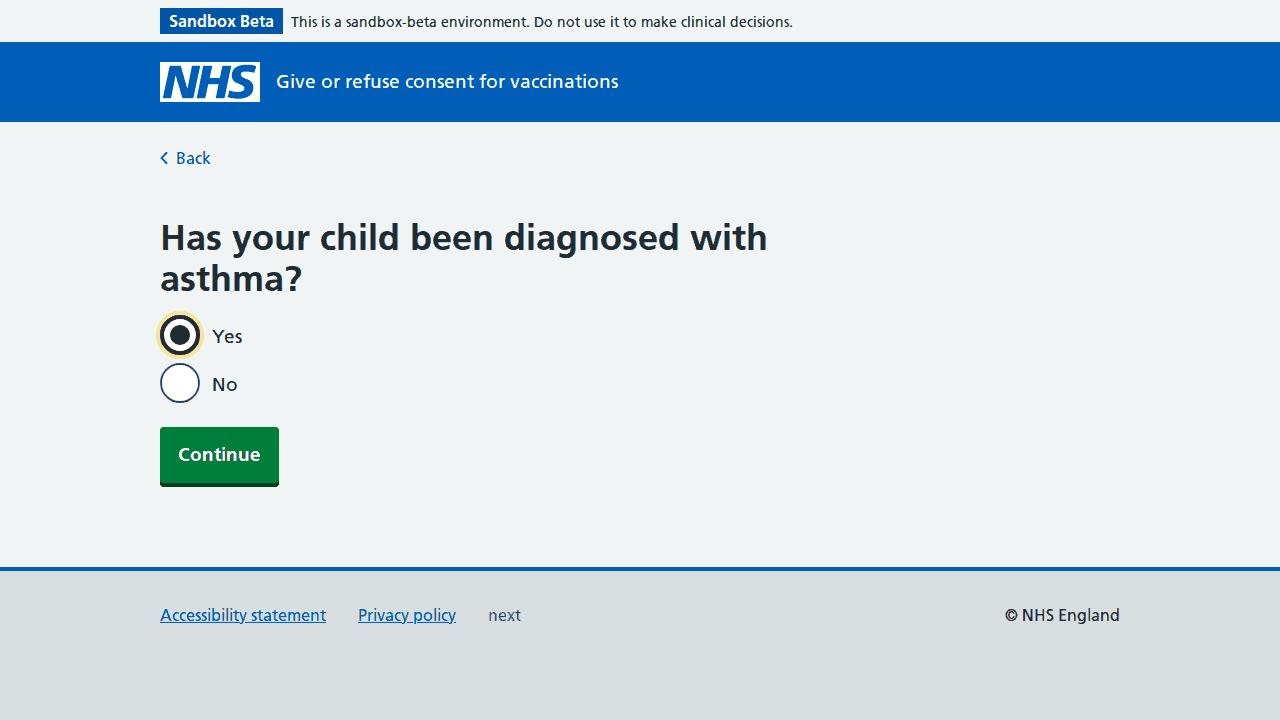 Sandbox Beta This is a sandbox-beta environment. Do not use it to make clinical decisions.
NHS Give or refuse consent for vaccinations
Back
Has your child been diagnosed with
asthma?
Yes
No
Continue
Accessibility statement Privacy policy next © NHS England